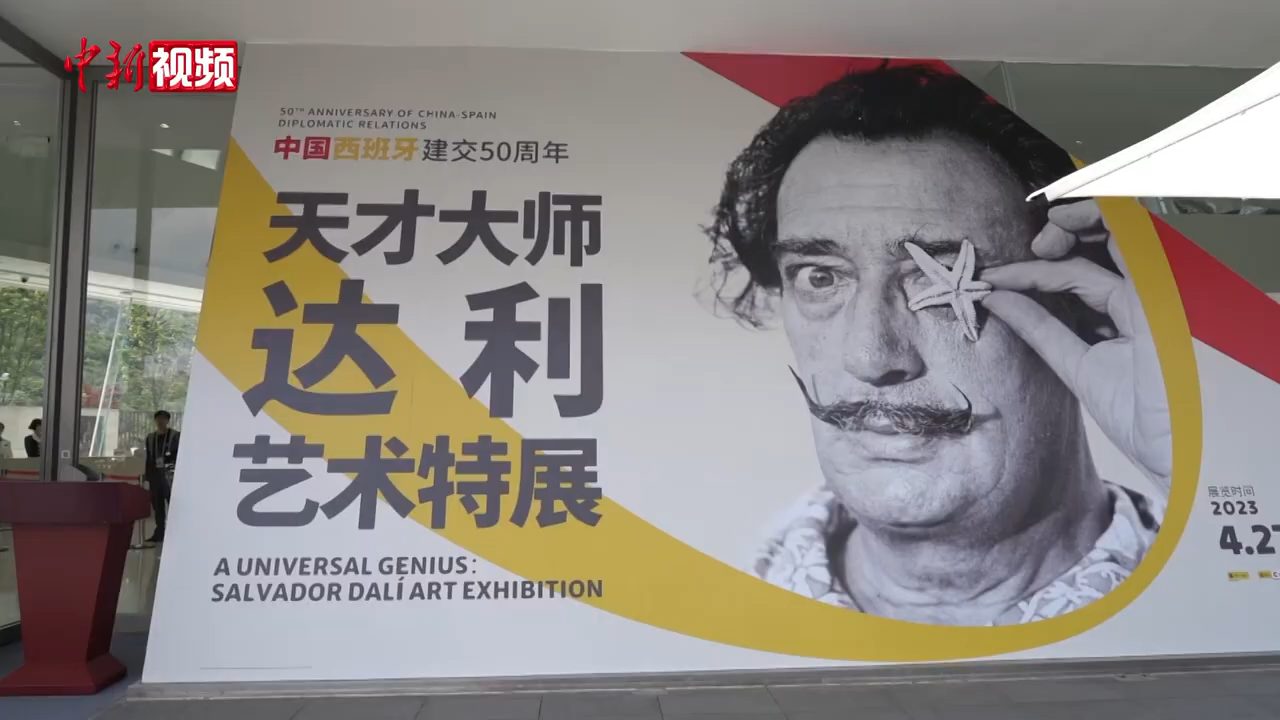 中新视频
50TH ANNIVERSARY OF CHINA-SPAIN
DIPLOMATIC RELATIONS
中国西班牙建交50周年
天才大师
达利
艺术特展
A UNIVERSAL GENIUS:
SALVADOR DALÍ ART EXHIBITION
展览时间
2023
4.27